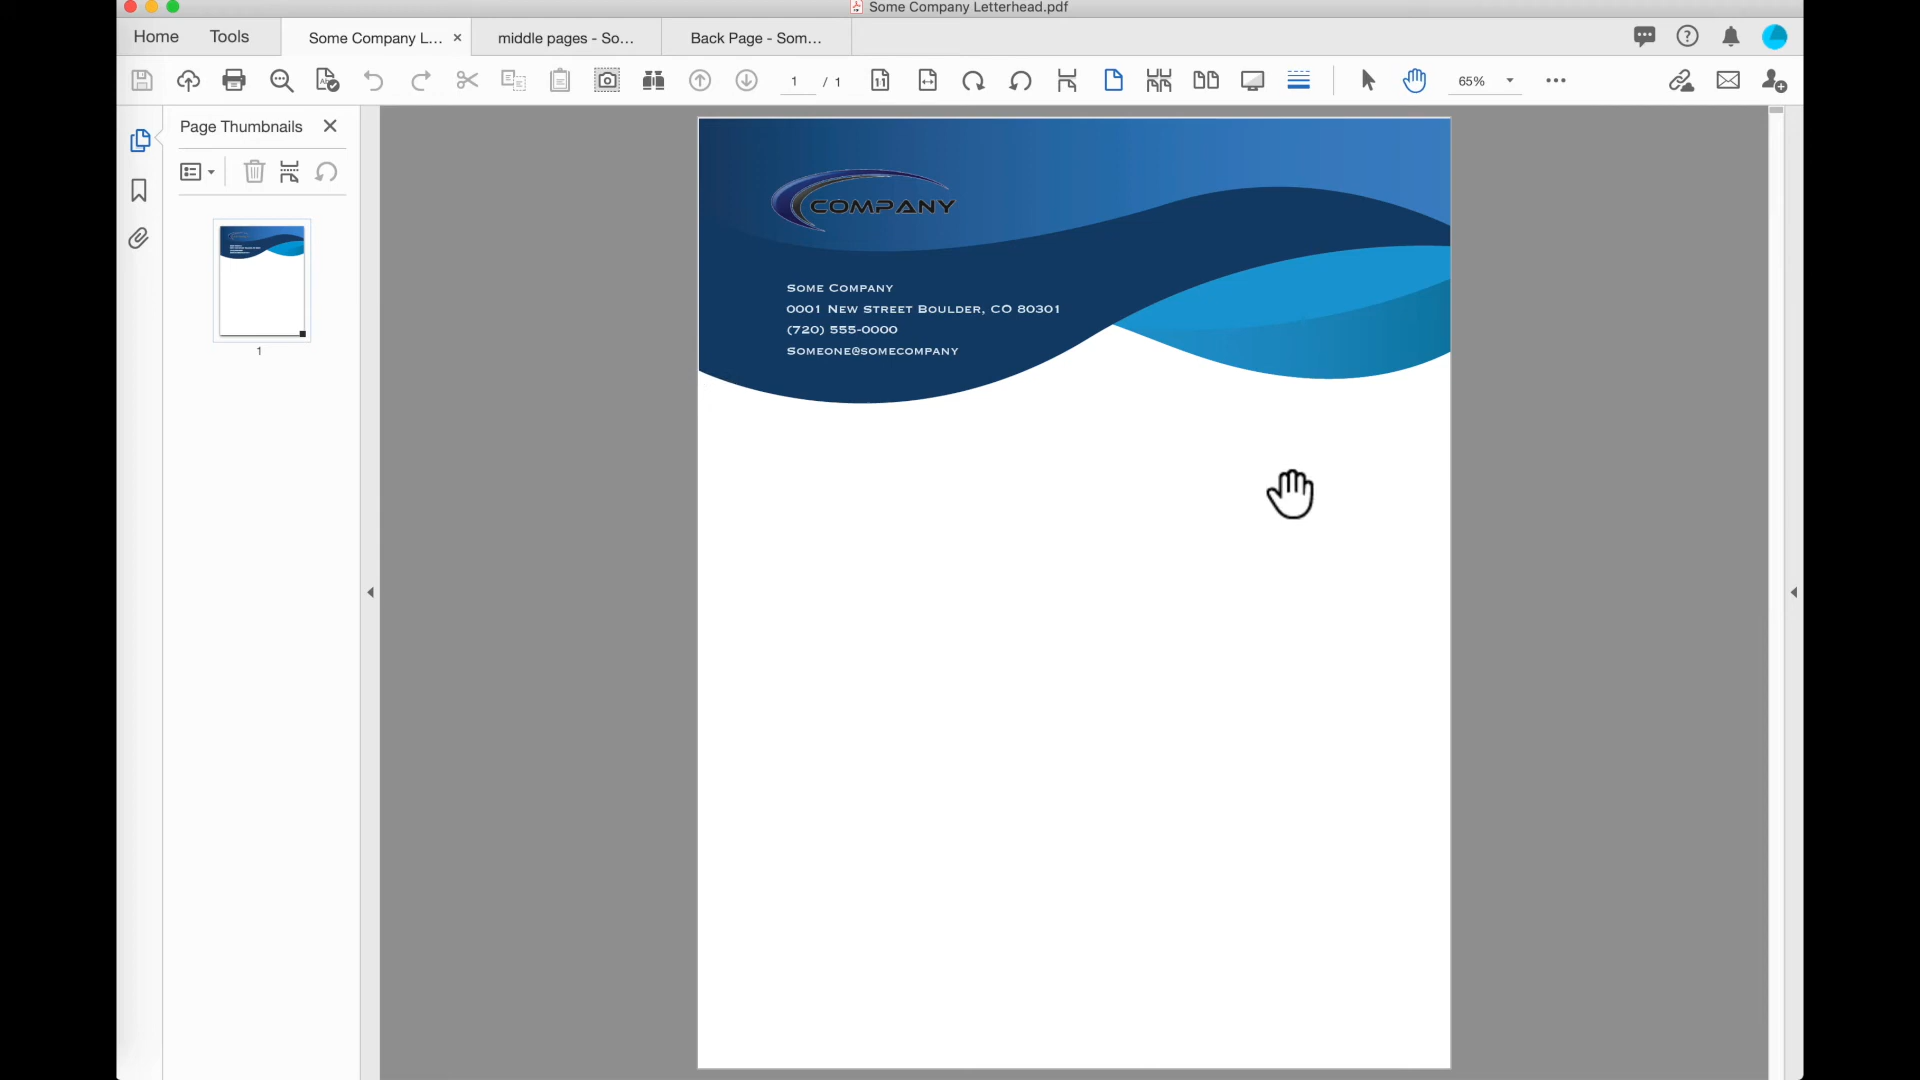 Some Company Letterhead.pdf
Home
Tools
Some Company L...
middle pages - So...
Back Page - Som...
1 / 1
65%
Page Thumbnails
1
COMPANY
Some Company
0001 New Street Boulder, CO 80301
(720) 555-0000
Someone@somecompany